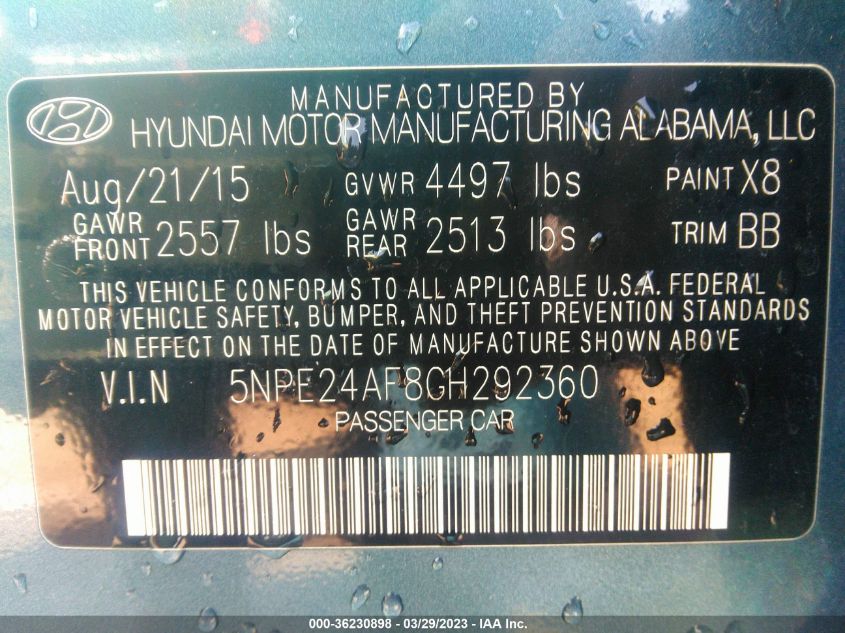 MANUFACTURED BY
HYUNDAI MOTOR MANUFACTURING ALABAMA, LLC
Aug/21/15 GVWR 4497 lbs PAINT X8
GAWR FRONT 2557 lbs GAWR REAR 2513 lbs TRIM BB
THIS VEHICLE CONFORMS TO ALL APPLICABLE U.S.A. FEDERAL
MOTOR VEHICLE SAFETY, BUMPER, AND THEFT PREVENTION STANDARDS
IN EFFECT ON THE DATE OF MANUFACTURE SHOWN ABOVE
V.I.N 5NPE24AF8GH292360
PASSENGER CAR
000-36230898 - 03/29/2023 - IAA Inc.